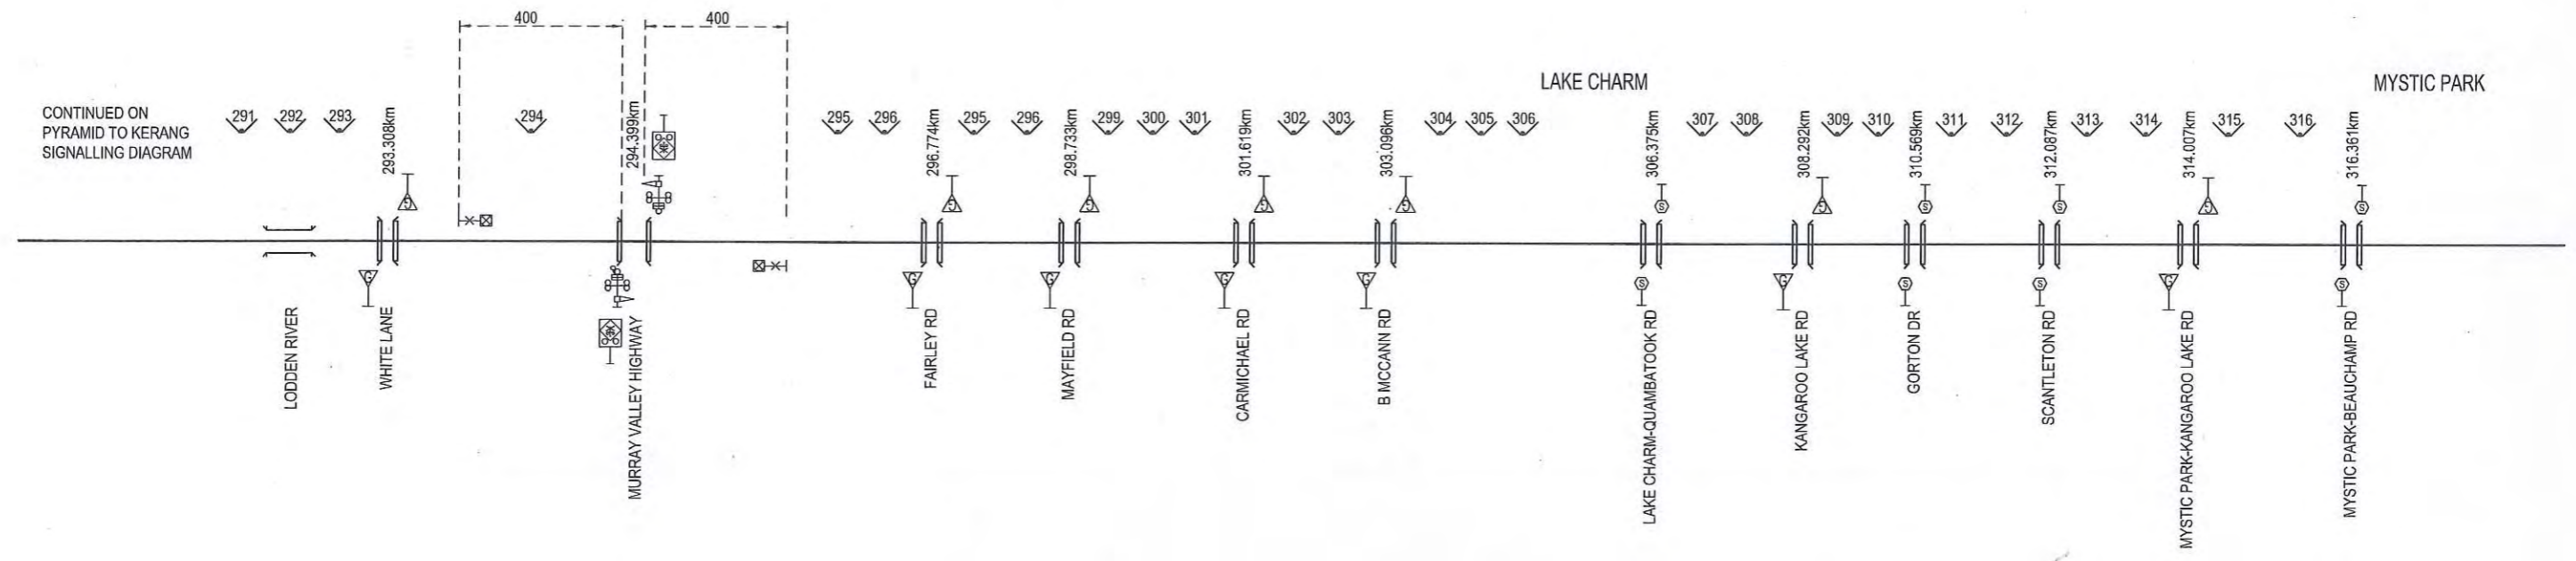 400
400
LAKE CHARM
MYSTIC PARK
CONTINUED ON
PYRAMID TO KERANG
SIGNALLING DIAGRAM
291
292
293
293.308km
294
294.399km
295
296
296.774km
295
296
298.733km
299
300
301
301.619km
302
303
303.096km
304
305
306
306.375km
307
308
308.292km
309
310
310.569km
311
312
312.087km
313
314
314.007km
315
316
316.361km
G
G
G
G
G
S
G
S
S
G
S
G
G
G
G
G
S
G
S
S
G
S
LODDEN RIVER
WHITE LANE
MURRAY VALLEY HIGHWAY
FAIRLEY RD
MAYFIELD RD
CARMICHAEL RD
B MCCANN RD
LAKE CHARM-QUAMBATOOK RD
KANGAROO LAKE RD
GORTON DR
SCANTLETON RD
MYSTIC PARK-KANGAROO LAKE RD
MYSTIC PARK-BEAUCHAMP RD